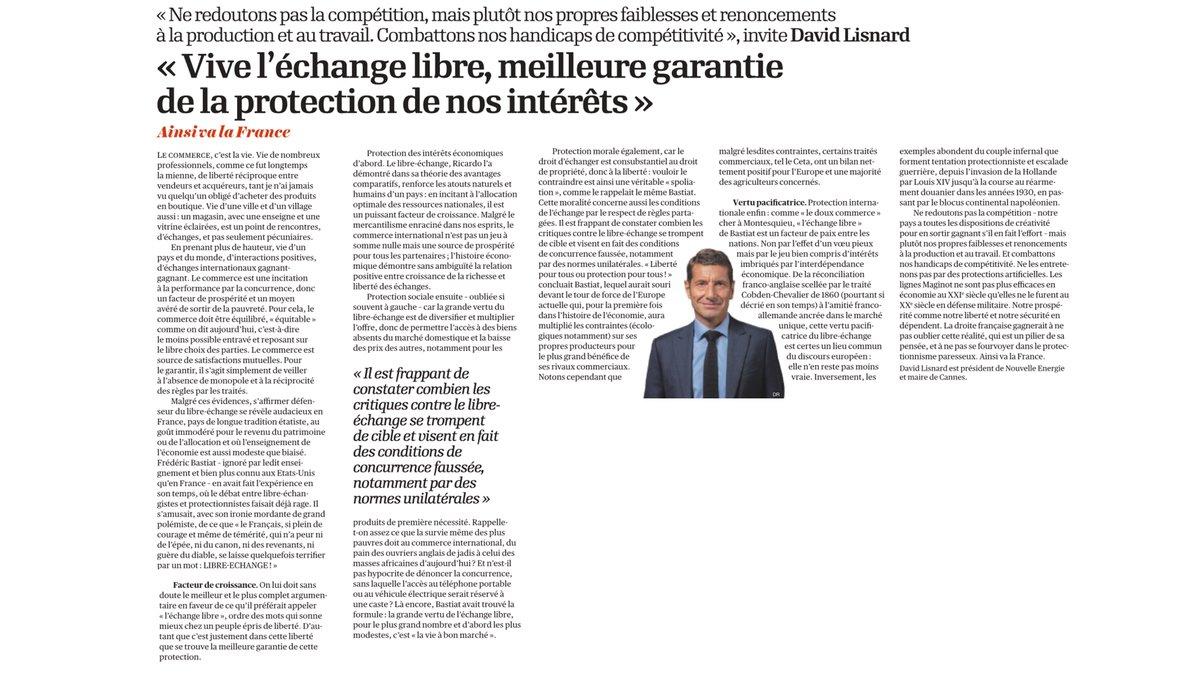 « Ne redoutons pas la compétition, mais plutôt nos propres faiblesses et renoncements
à la production et au travail. Combattons nos handicaps de compétitivité », invite David Lisnard
« Vive l’échange libre, meilleure garantie
de la protection de nos intérêts »
Ainsi va la France
LE COMMERCE, c’est la vie. Vie de nombreux
professionnels, comme ce fut longtemps
la mienne, de liberté réciproque entre
vendeurs et acquéreurs, tant je n’ai jamais
vu quelqu’un obligé d’acheter des produits
en boutique. Vie d’une ville et d’un village
aussi : un magasin, avec une enseigne et une
vitrine éclairées, est un point de rencontres,
d’échanges, et pas seulement pécuniaires.
En prenant plus de hauteur, vie d’un
pays et du monde, d’interactions positives,
d’échanges internationaux gagnant-
gagnant. Le commerce est une incitation
à la performance par la concurrence, donc
un facteur de prospérité et un moyen
avéré de sortir de la pauvreté. Pour cela, le
commerce doit être équilibré, « équitable »
comme on dit aujourd’hui, c’est-à-dire
le moins possible entravé et reposant sur
le libre choix des parties. Le commerce est
source de satisfactions mutuelles. Pour
le garantir, il s’agit simplement de veiller
à l’absence de monopole et à la réciprocité
des règles par les traités.
Malgré ces évidences, s’affirmer défen-
seur du libre-échange se révèle audacieux en
France, pays de longue tradition étatiste, au
goût immodéré pour le revenu du patrimoine
ou de l’allocation et où l’enseignement de
l’économie est aussi modeste que biaisé.
Frédéric Bastiat – ignoré par ledit ensei-
gnement et bien plus connu aux Etats-Unis
qu’en France – en avait fait l’expérience en
son temps, où le débat entre libre-échan-
gistes et protectionnistes faisait déjà rage. Il
s’amusait, avec son ironie mordante de grand
polémiste, de ce que « le Français, si plein de
courage et même de témérité, qui n’a peur ni
de l’épée, ni du canon, ni des revenants, ni
guère du diable, se laisse quelquefois terrifier
par un mot : LIBRE-ECHANGE ! »
Facteur de croissance. On lui doit sans
doute le meilleur et le plus complet argumen-
taire en faveur de ce qu’il préférait appeler
« l’échange libre », ordre des mots qui sonne
mieux chez un peuple épris de liberté. D’au-
tant que c’est justement dans cette liberté
que se trouve la meilleure garantie de cette
protection.
Protection des intérêts économiques
d’abord. Le libre-échange, Ricardo l’a
démontré dans sa théorie des avantages
comparatifs, renforce les atouts naturels et
humains d’un pays : en incitant à l’allocation
optimale des ressources nationales, il est
un puissant facteur de croissance. Malgré le
mercantilisme enraciné dans nos esprits, le
commerce international n’est pas un jeu à
somme nulle mais une source de prospérité
pour tous les partenaires ; l’histoire écono-
mique démontre sans ambiguïté la relation
positive entre croissance de la richesse et
liberté des échanges.
Protection sociale ensuite – oubliée si
souvent à gauche – car la grande vertu du
libre-échange est de diversifier et multiplier
l’offre, donc de permettre l’accès à des biens
absents du marché domestique et la baisse
des prix des autres, notamment pour les
« Il est frappant de
constater combien les
critiques contre le libre-
échange se trompent
de cible et visent en fait
des conditions de
concurrence faussée,
notamment par des
normes unilatérales »
produits de première nécessité. Rappelle-
t-on assez ce que la survie même des plus
pauvres doit au commerce international, du
pain des ouvriers anglais de jadis à celui des
masses africaines d’aujourd’hui ? Et n’est-il
pas hypocrite de dénoncer la concurrence,
sans laquelle l’accès au téléphone portable
ou au véhicule électrique serait réservé à
une caste ? Là encore, Bastiat avait trouvé la
formule : la grande vertu de l’échange libre,
pour le plus grand nombre et d’abord les plus
modestes, c’est « la vie à bon marché ».
Protection morale également, car le
droit d’échanger est consubstantiel au droit
de propriété, donc à la liberté : vouloir le
contraindre est ainsi une véritable « spolia-
tion », comme le rappelait le même Bastiat.
Cette moralité concerne aussi les conditions
de l’échange par le respect de règles parta-
gées. Il est frappant de constater combien les
critiques contre le libre-échange se trompent
de cible et visent en fait des conditions
de concurrence faussée, notamment
par des normes unilatérales. « Liberté
pour tous ou protection pour tous ! »
concluait Bastiat, lequel aurait souri
devant le tour de force de l’Europe
actuelle qui, pour la première fois
dans l’histoire de l’économie, aura
multiplié les contraintes (écolo-
giques notamment) sur ses
propres producteurs pour
le plus grand bénéfice de
ses rivaux commerciaux.
Notons cependant que
malgré lesdites contraintes, certains traités
commerciaux, tel le Ceta, ont un bilan net-
tement positif pour l’Europe et une majorité
des agriculteurs concernés.
Vertu pacificatrice. Protection interna-
tionale enfin : comme « le doux commerce »
cher à Montesquieu, « l’échange libre »
de Bastiat est un facteur de paix entre les
nations. Non par l’effet d’un vœu pieux
mais par le jeu bien compris d’intérêts
imbriqués par l’interdépendance
économique. De la réconciliation
franco-anglaise scellée par le traité
Cobden-Chevalier de 1860 (pourtant si
décrié en son temps) à l’amitié franco-
allemande ancrée dans le marché
unique, cette vertu pacifi-
catrice du libre-échange
est certes un lieu commun
du discours européen :
elle n’en reste pas moins
vraie. Inversement, les
DR
exemples abondent du couple infernal que
forment tentation protectionniste et escalade
guerrière, depuis l’invasion de la Hollande
par Louis XIV jusqu’à la course au réarme-
ment douanier dans les années 1930, en pas-
sant par le blocus continental napoléonien.
Ne redoutons pas la compétition – notre
pays a toutes les dispositions de créativité
pour en sortir gagnant s’il en fait l’effort – mais
plutôt nos propres faiblesses et renoncements
à la production et au travail. Et combattons
nos handicaps de compétitivité. Ne les entrete-
nons pas par des protections artificielles. Les
lignes Maginot ne sont pas plus efficaces en
économie au XXIe siècle qu’elles ne le furent au
XXe siècle en défense militaire. Notre prospé-
rité comme notre liberté et notre sécurité en
dépendent. La droite française gagnerait à ne
pas oublier cette réalité, qui est un pilier de sa
pensée, et à ne pas se fourvoyer dans le protec-
tionnisme paresseux. Ainsi va la France.
David Lisnard est président de Nouvelle Energie
et maire de Cannes.